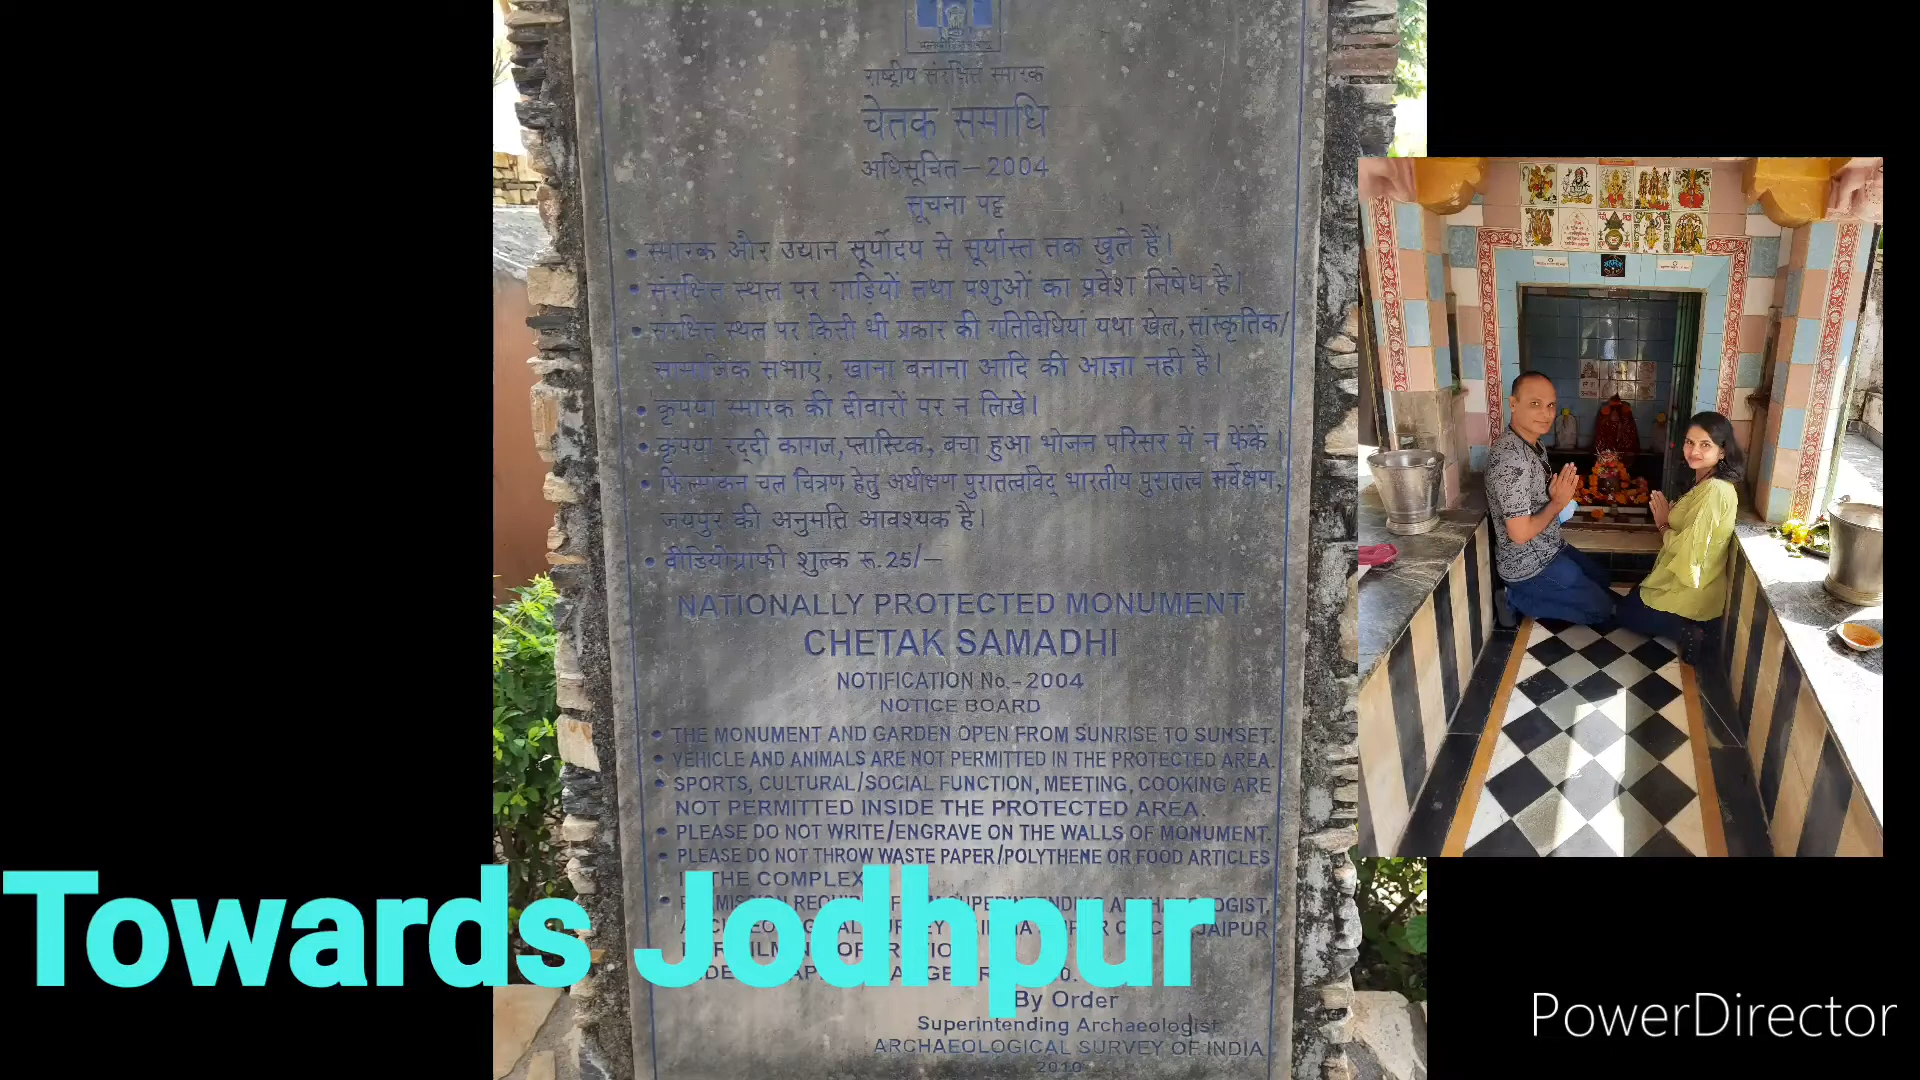 राष्ट्रीय संरक्षित स्मारक
चेतक समाधि
अधिसूचित-2004
सूचना पट्ट
• स्मारक और उद्यान सूर्योदय से सूर्यास्त तक खुले हैं।
• संरक्षित स्थल पर गाड़ियों तथा पशुओं का प्रवेश निषेध है।
• संरक्षित स्थल पर किसी भी प्रकार की गतिविधियां यथा खेल, सांस्कृतिक/
सामाजिक सभाएं, खाना बनाना आदि की आज्ञा नहीं है।
• कृपया स्मारक की दीवारों पर न लिखें।
• कृपया रद्दी कागज, प्लास्टिक, बचा हुआ भोजन परिसर में न फेंकें।
• फिल्मांकन चल चित्रण हेतु अधीक्षण पुरातत्वविद् भारतीय पुरातत्व सर्वेक्षण,
जयपुर की अनुमति आवश्यक है।
• वीडियोग्राफी शुल्क रू.25/-
NATIONALLY PROTECTED MONUMENT
CHETAK SAMADHI
NOTIFICATION No.-2004
NOTICE BOARD
• THE MONUMENT AND GARDEN OPEN FROM SUNRISE TO SUNSET.
• VEHICLE AND ANIMALS ARE NOT PERMITTED IN THE PROTECTED AREA.
• SPORTS, CULTURAL/SOCIAL FUNCTION, MEETING, COOKING ARE
NOT PERMITTED INSIDE THE PROTECTED AREA.
• PLEASE DO NOT WRITE/ENGRAVE ON THE WALLS OF MONUMENT.
• PLEASE DO NOT THROW WASTE PAPER/POLYTHENE OR FOOD ARTICLES
THE COMPLEX
JAIPUR
Towards Jodhpur
By Order
Superintending Archaeologist
ARCHAEOLOGICAL SURVEY OF INDIA
2010
PowerDirector